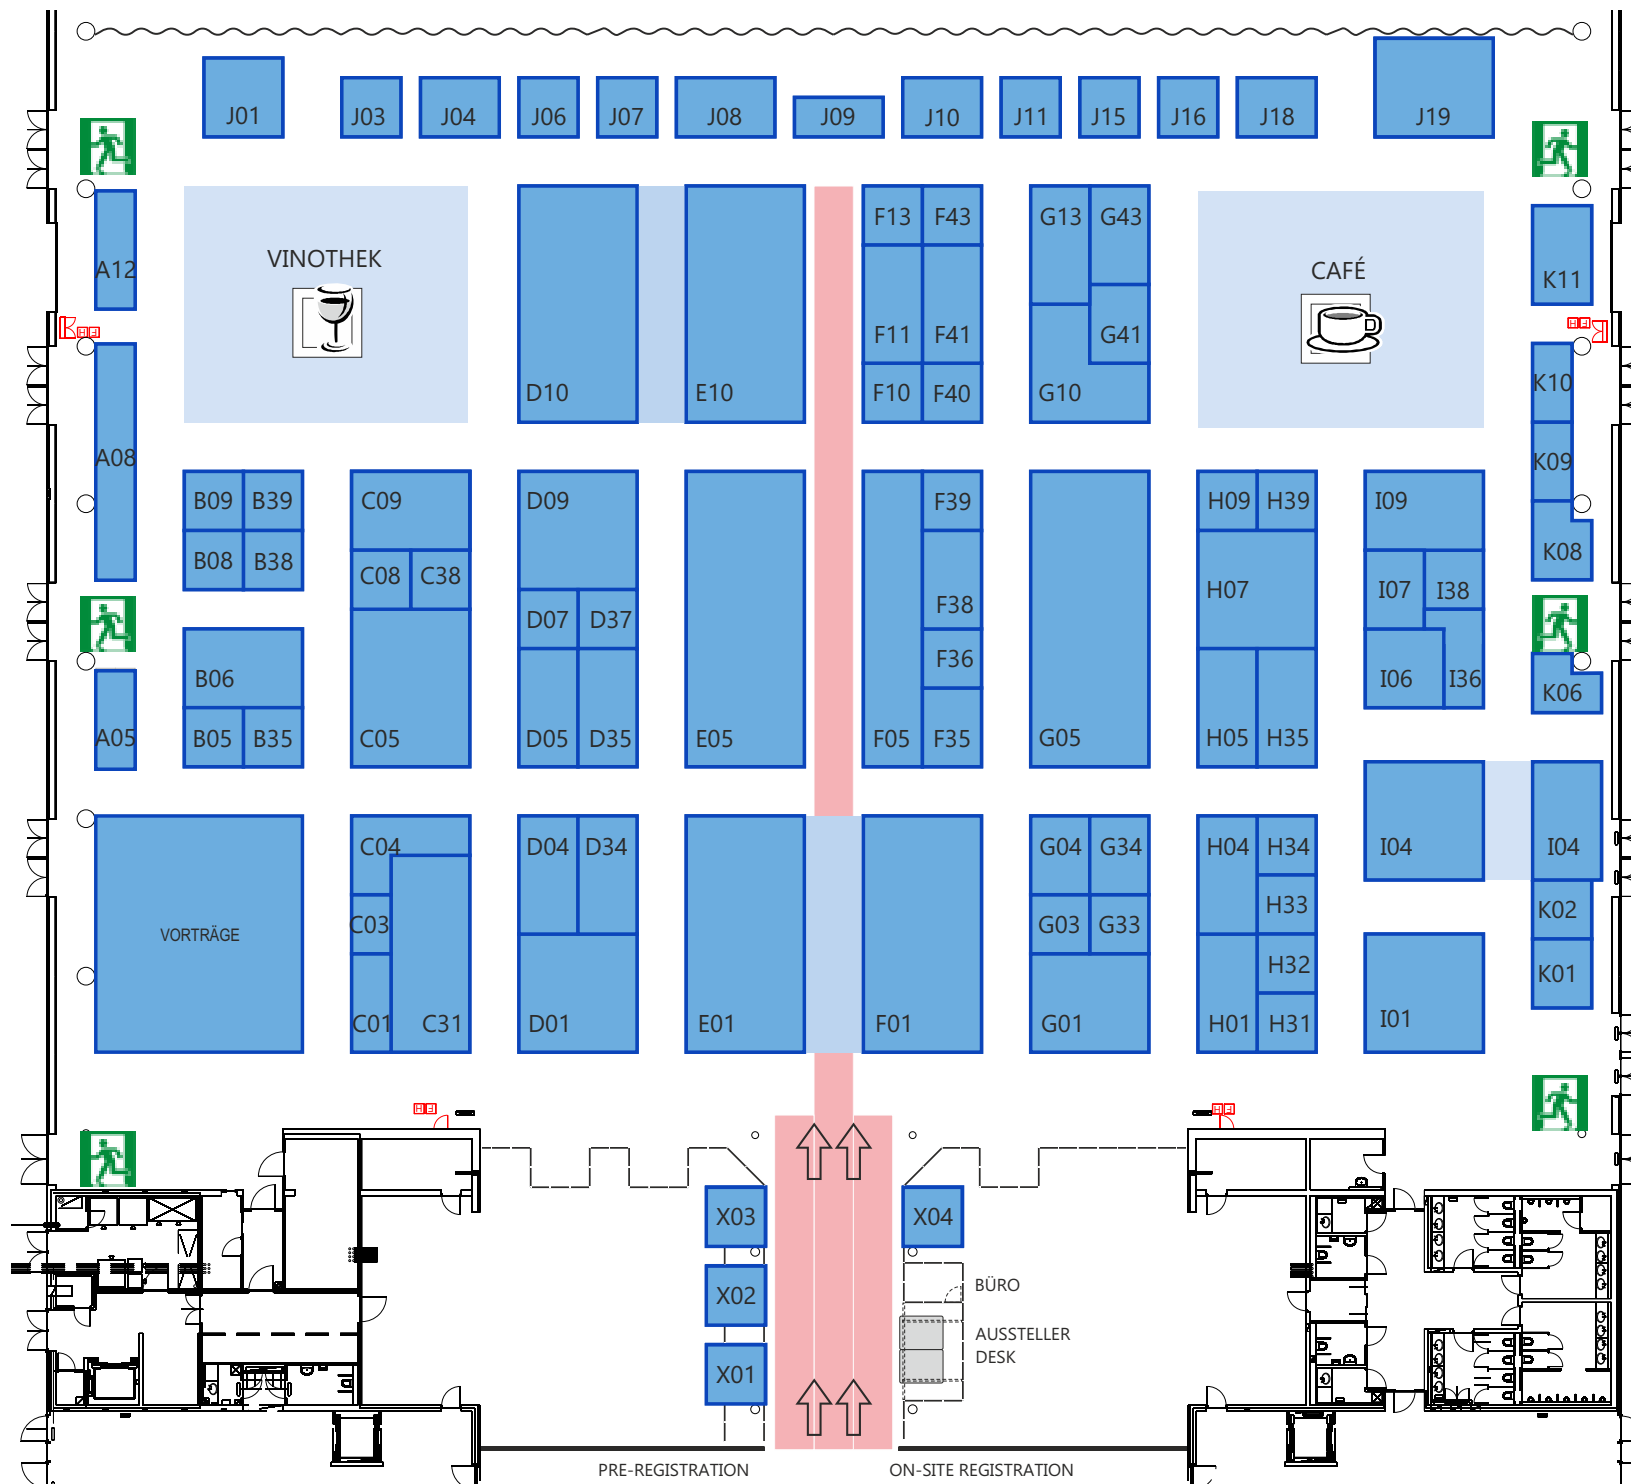 J01 J03 J04 J06 J07 J08 J09 J10 J11 J15 J16 J18 J19
F13 F43 G13 G43
VINOTHEK
A12
CAFÉ
K11
F11 F41 G41
D10 E10 F10 F40 G10
K10
A08
K09
B09 B39 C09 D09 F39 H09 H39 I09
B08 B38 C08 C38
K08
H07 I07 I38
D07 D37 F38
F36
B06
I06 I36
K06
A05 B05 B35 C05 D05 D35 E05 F05 F35 G05 H05 H35
C04 D04 D34 G04 G34 H04 H34 I04 I04
H33
K02
C03 G03 G33
VORTRÄGE
H32
K01
C01 C31 D01 E01 F01 G01 H01 H31 I01
X03 X04
X02
BÜRO
AUSSTELLER
DESK
X01
PRE-REGISTRATION ON-SITE REGISTRATION